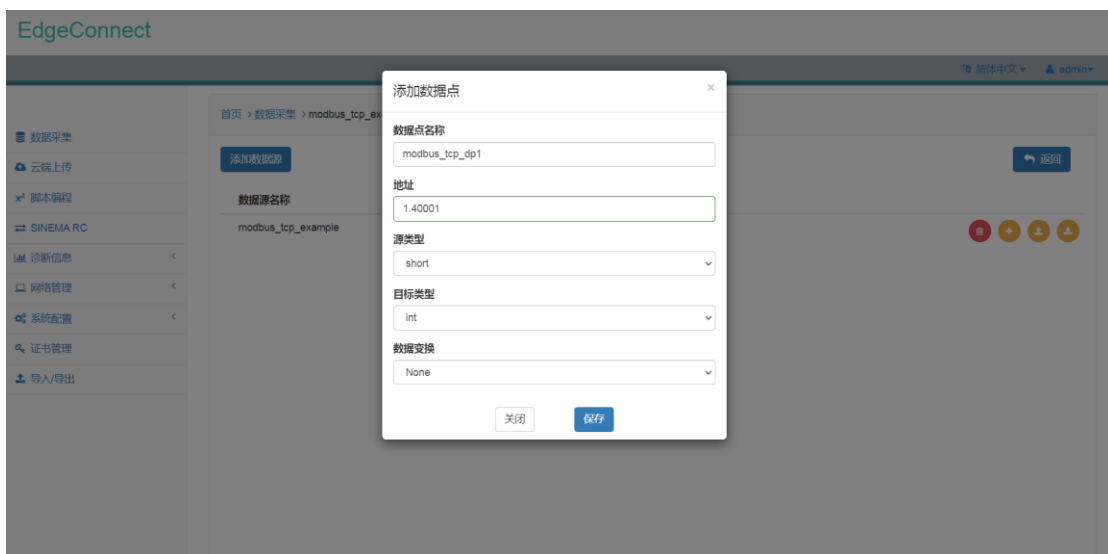 EdgeConnect
简体中文 admin
添加数据点 ×
首页 > 数据采集 > modbus_tcp_ex
数据点名称
modbus_tcp_dp1
数据采集
云端上传
脚本编程
SINEMA RC
诊断信息
网络管理
系统配置
证书管理
导入/导出
添加数据源
返回
数据源名称
modbus_tcp_example
地址
1.40001
源类型
short
目标类型
int
数据变换
None
关闭 保存